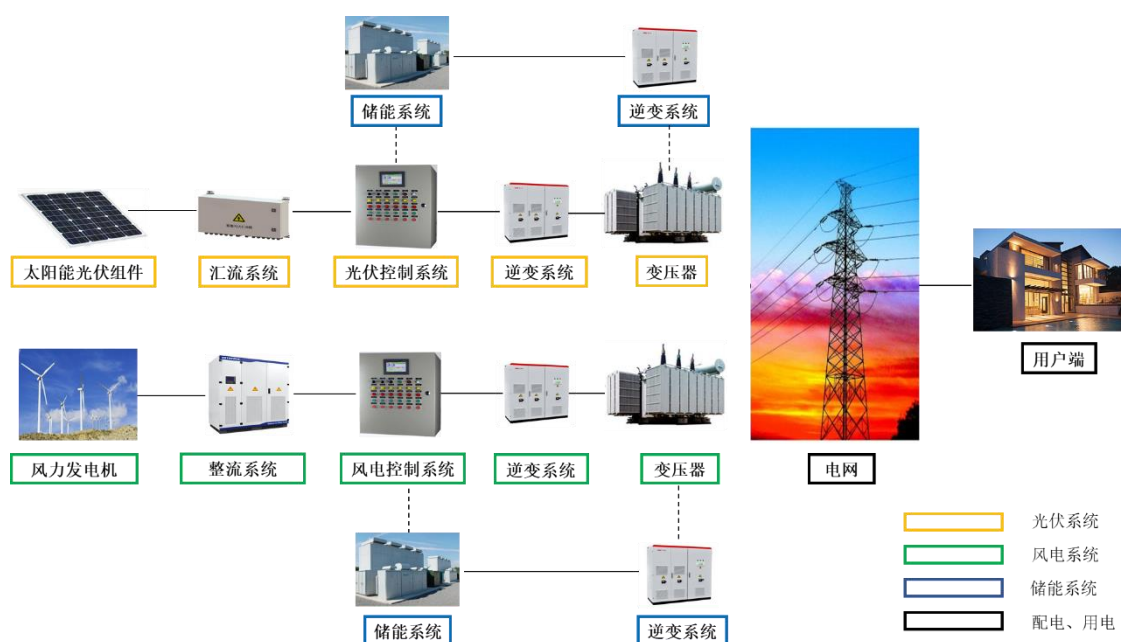 储能系统
逆变系统
太阳能光伏组件
汇流系统
光伏控制系统
逆变系统
变压器
用户端
风力发电机
整流系统
风电控制系统
逆变系统
变压器
电网
光伏系统
风电系统
储能系统
配电、用电
储能系统
逆变系统